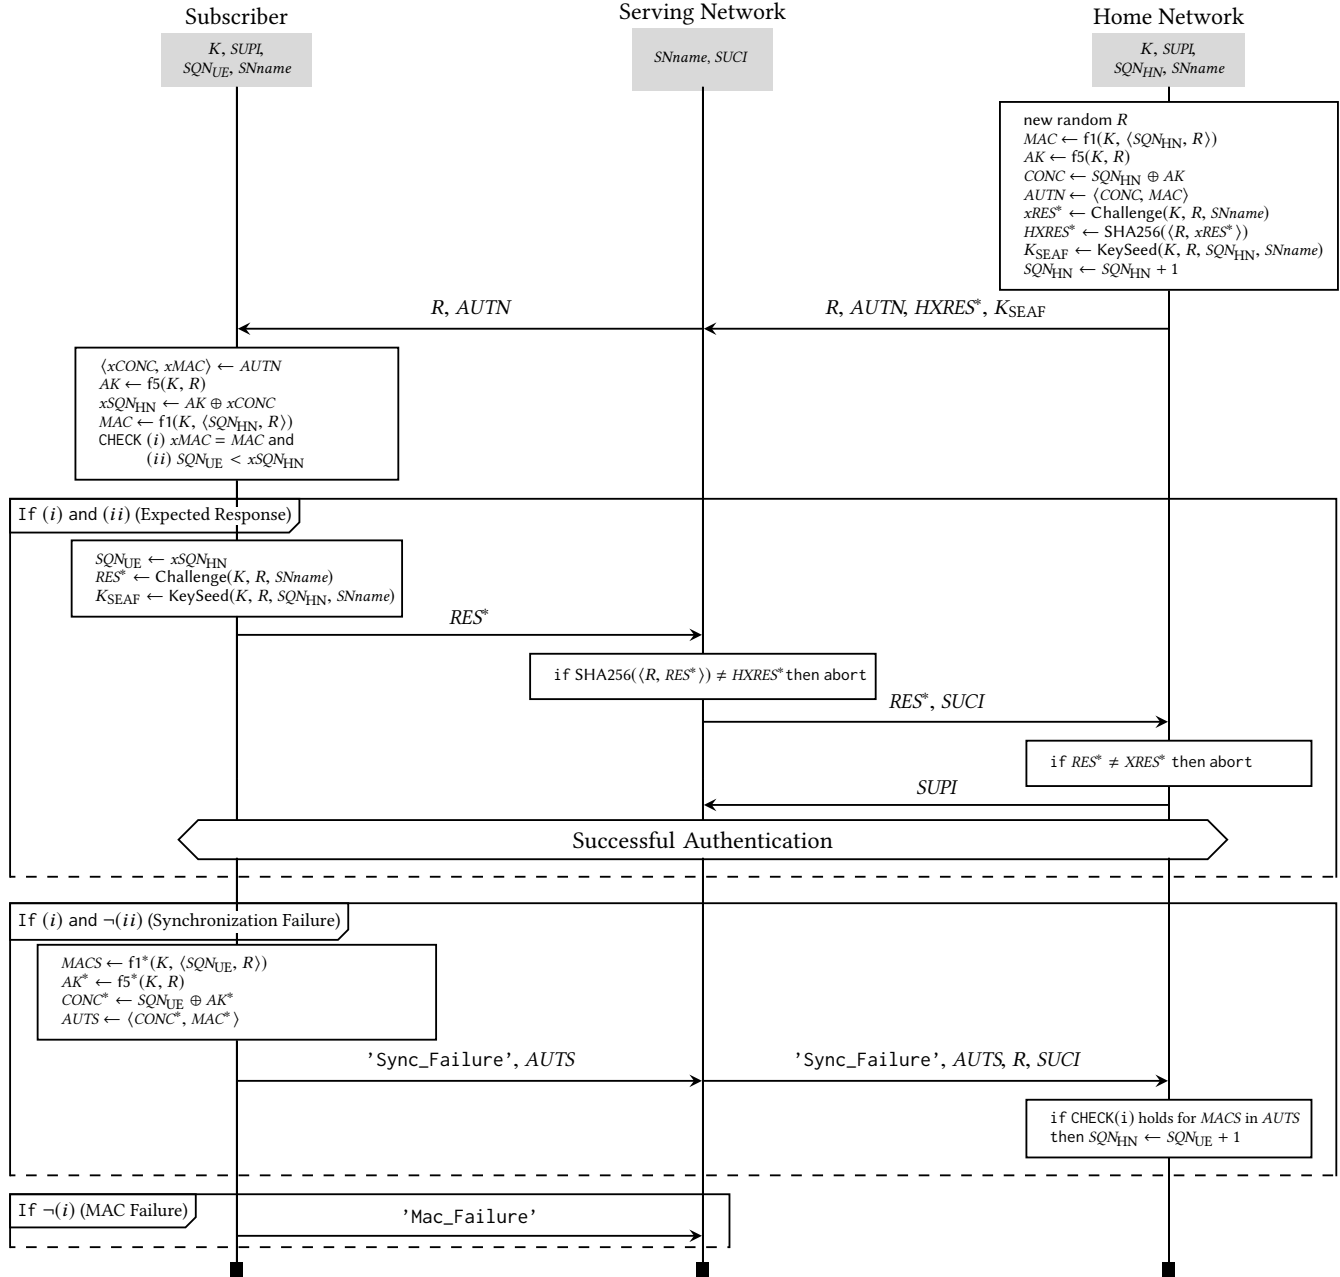 Subscriber
Serving Network
Home Network
K, SUPI,
SQN_UE, SNname
SNname, SUCI
K, SUPI,
SQN_HN, SNname
new random R
MAC ← f1(K, ⟨SQN_HN, R⟩)
AK ← f5(K, R)
CONC ← SQN_HN ⊕ AK
AUTN ← ⟨CONC, MAC⟩
xRES* ← Challenge(K, R, SNname)
HXRES* ← SHA256(⟨R, xRES*⟩)
K_SEAF ← KeySeed(K, R, SQN_HN, SNname)
SQN_HN ← SQN_HN + 1
R, AUTN
R, AUTN, HXRES*, K_SEAF
⟨xCONC, xMAC⟩ ← AUTN
AK ← f5(K, R)
xSQN_HN ← AK ⊕ xCONC
MAC ← f1(K, ⟨SQN_HN, R⟩)
CHECK (i) xMAC = MAC and
(ii) SQN_UE < xSQN_HN
If (i) and (ii) (Expected Response)
SQN_UE ← xSQN_HN
RES* ← Challenge(K, R, SNname)
K_SEAF ← KeySeed(K, R, SQN_HN, SNname)
RES*
if SHA256(⟨R, RES*⟩) ≠ HXRES* then abort
RES*, SUCI
if RES* ≠ XRES* then abort
SUPI
Successful Authentication
If (i) and ¬(ii) (Synchronization Failure)
MACS ← f1*(K, ⟨SQN_UE, R⟩)
AK* ← f5*(K, R)
CONC* ← SQN_UE ⊕ AK*
AUTS ← ⟨CONC*, MAC*⟩
'Sync_Failure', AUTS
'Sync_Failure', AUTS, R, SUCI
if CHECK(i) holds for MACS in AUTS
then SQN_HN ← SQN_UE + 1
If ¬(i) (MAC Failure)
'Mac_Failure'